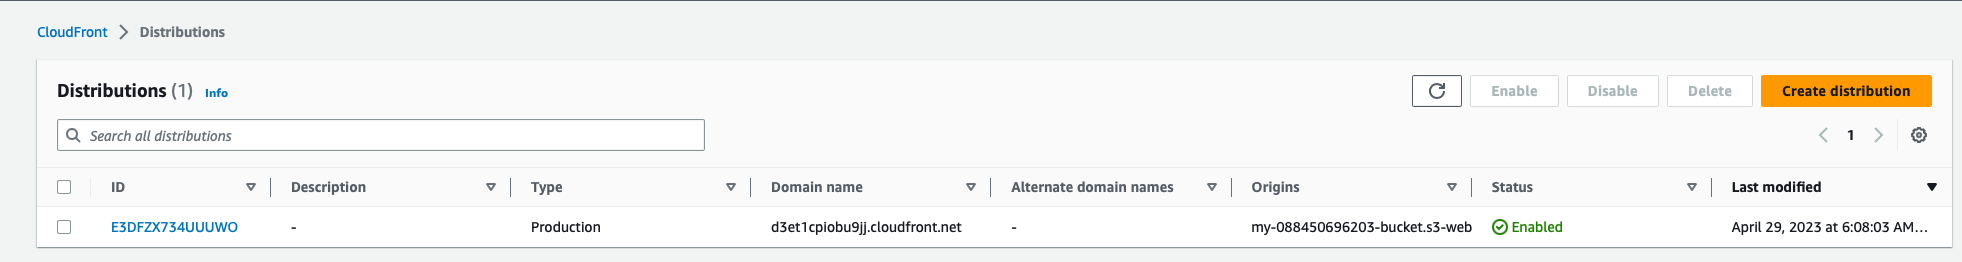 CloudFront > Distributions
Distributions (1) Info
Enable Disable Delete Create distribution
Search all distributions
1
ID Description Type Domain name Alternate domain names Origins Status Last modified
E3DFZX734UUUWO - Production d3et1cpiobu9jj.cloudfront.net - my-088450696203-bucket.s3-web Enabled April 29, 2023 at 6:08:03 AM...